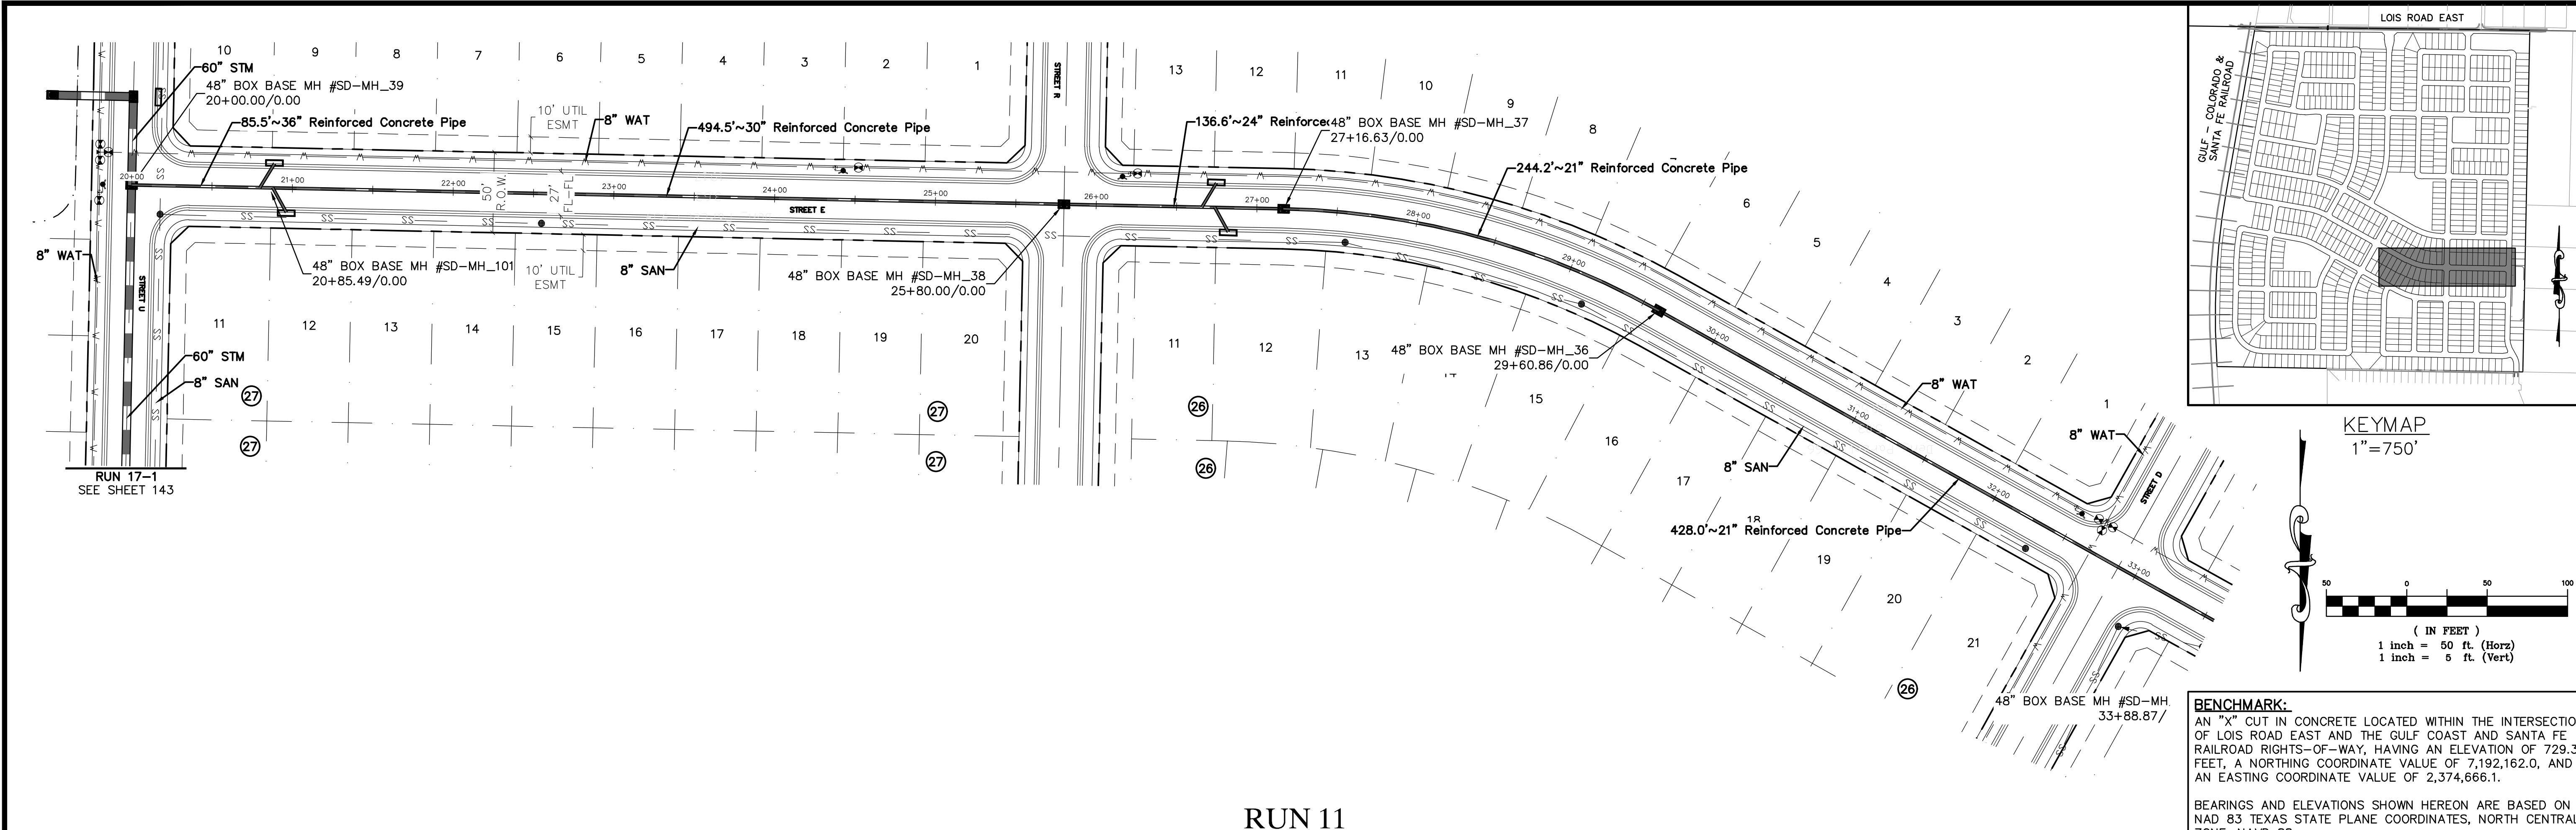 10
9
8
7
6
5
4
3
2
1
60" STM
48" BOX BASE MH #SD-MH_39
20+00.00/0.00
85.5'~36" Reinforced Concrete Pipe
10' UTIL
ESMT
8" WAT
494.5'~30" Reinforced Concrete Pipe
STREET R
13
12
11
10
9
8
6
5
4
3
2
1
136.6'~24" Reinforce
48" BOX BASE MH #SD-MH_37
27+16.63/0.00
244.2'~21" Reinforced Concrete Pipe
20+00
21+00
22+00
23+00
24+00
25+00
26+00
27+00
28+00
29+00
30+00
31+00
32+00
33+00
50'
R.O.W.
27'
FL-FL
STREET E
8" WAT
STREET U
48" BOX BASE MH #SD-MH_101
20+85.49/0.00
10' UTIL
ESMT
8" SAN
48" BOX BASE MH #SD-MH_38
25+80.00/0.00
11
12
13
14
15
16
17
18
19
20
60" STM
8" SAN
27
27
27
27
RUN 17-1
SEE SHEET 143
11
12
13
48" BOX BASE MH #SD-MH_36
29+60.86/0.00
15
16
17
18
19
20
21
26
26
26
8" WAT
8" WAT
8" SAN
STREET D
428.0'~21" Reinforced Concrete Pipe
48" BOX BASE MH #SD-MH
33+88.87/
RUN 11
LOIS ROAD EAST
GULF - COLORADO &
SANTA FE RAILROAD
KEYMAP
1"=750'
50
0
50
100
( IN FEET )
1 inch = 50 ft. (Horz)
1 inch = 5 ft. (Vert)
BENCHMARK:
AN "X" CUT IN CONCRETE LOCATED WITHIN THE INTERSECTIO
OF LOIS ROAD EAST AND THE GULF COAST AND SANTA FE
RAILROAD RIGHTS-OF-WAY, HAVING AN ELEVATION OF 729.3
FEET, A NORTHING COORDINATE VALUE OF 7,192,162.0, AND
AN EASTING COORDINATE VALUE OF 2,374,666.1.
BEARINGS AND ELEVATIONS SHOWN HEREON ARE BASED ON
NAD 83 TEXAS STATE PLANE COORDINATES, NORTH CENTRAL